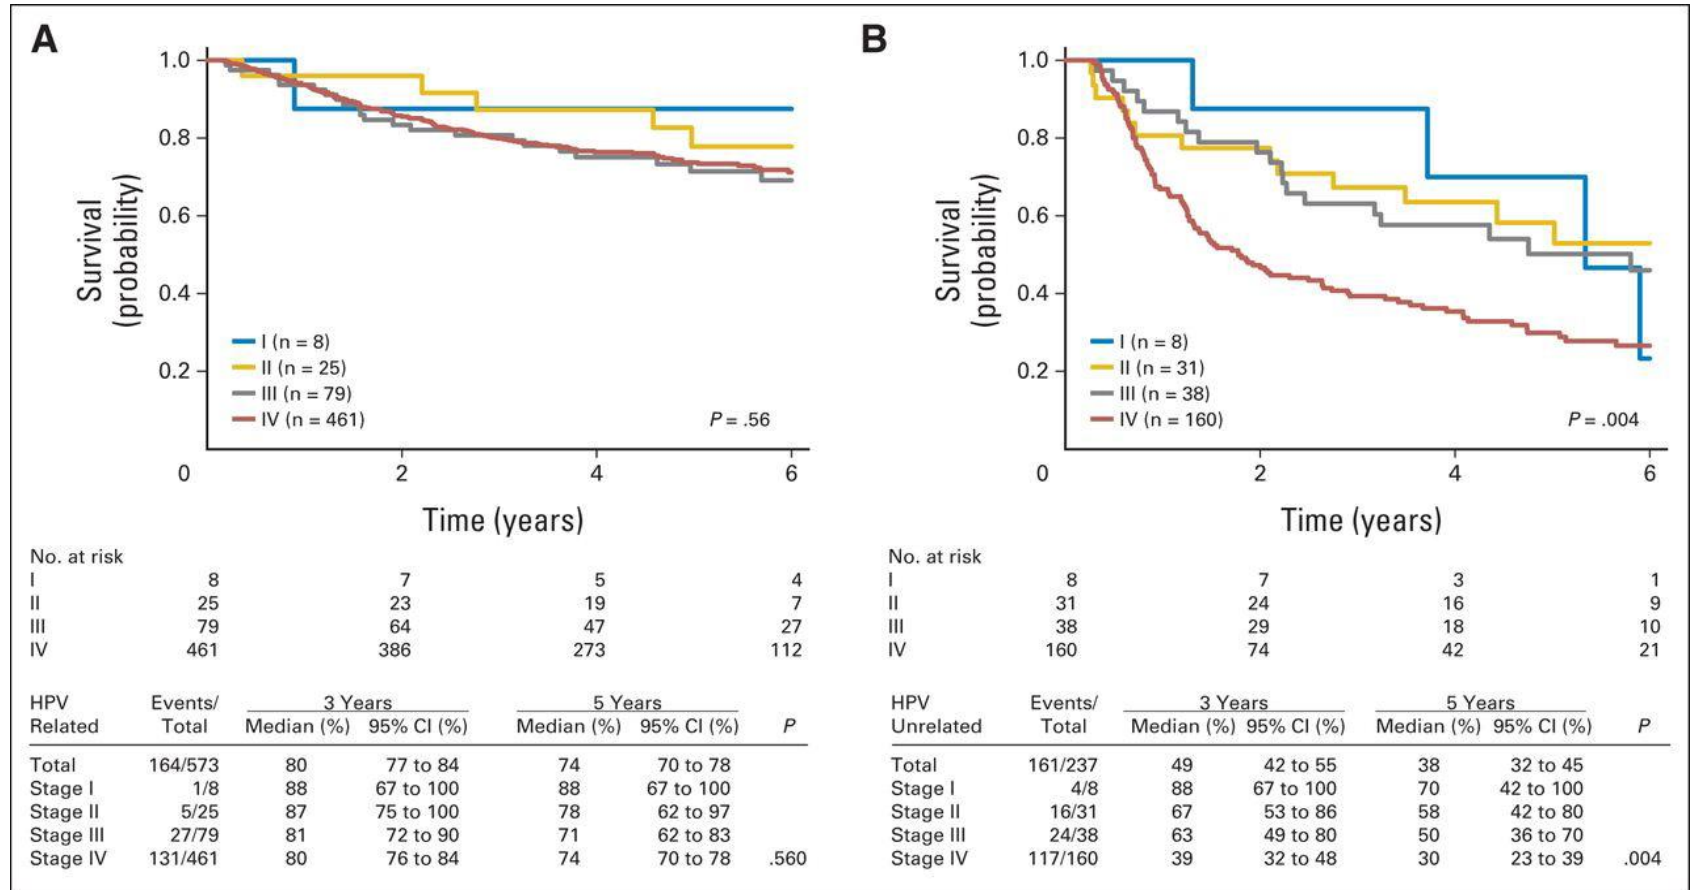 A
1.0
0.8
0.6
0.4
0.2
0
2
4
6
Survival
(probability)
I (n = 8)
II (n = 25)
III (n = 79)
IV (n = 461)
P = .56
Time (years)
No. at risk
I 8 7 5 4
II 25 23 19 7
III 79 64 47 27
IV 461 386 273 112
HPV Events/ 3 Years 5 Years
Related Total Median (%) 95% CI (%) Median (%) 95% CI (%) P
Total 164/573 80 77 to 84 74 70 to 78
Stage I 1/8 88 67 to 100 88 67 to 100
Stage II 5/25 87 75 to 100 78 62 to 97
Stage III 27/79 81 72 to 90 71 62 to 83
Stage IV 131/461 80 76 to 84 74 70 to 78 .560
B
1.0
0.8
0.6
0.4
0.2
0
2
4
6
Survival
(probability)
I (n = 8)
II (n = 31)
III (n = 38)
IV (n = 160)
P = .004
Time (years)
No. at risk
I 8 7 3 1
II 31 24 16 9
III 38 29 18 10
IV 160 74 42 21
HPV Events/ 3 Years 5 Years
Unrelated Total Median (%) 95% CI (%) Median (%) 95% CI (%) P
Total 161/237 49 42 to 55 38 32 to 45
Stage I 4/8 88 67 to 100 70 42 to 100
Stage II 16/31 67 53 to 86 58 42 to 80
Stage III 24/38 63 49 to 80 50 36 to 70
Stage IV 117/160 39 32 to 48 30 23 to 39 .004